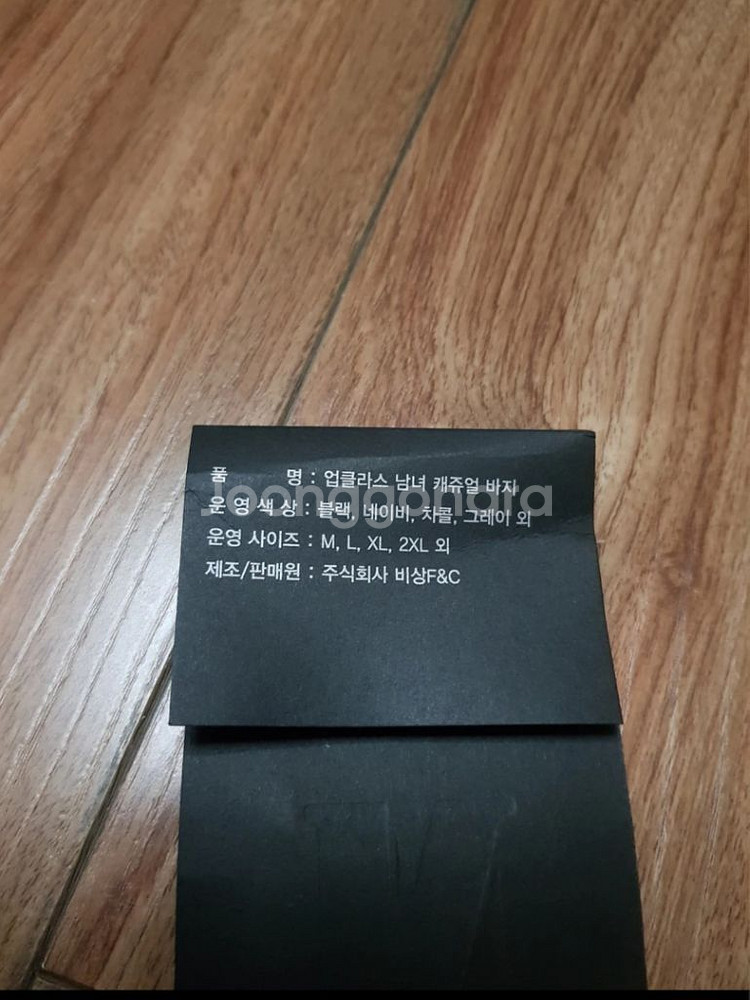 품 명 : 업클라스 남녀 캐쥬얼 바지
Joonggonara
운영색상 : 블랙, 네이비, 차콜, 그레이 외
운영 사이즈 : M, L, XL, 2XL 외
제조/판매원 : 주식회사 비상F&C